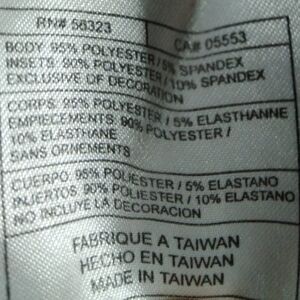 RN# 56323 CA# 05553
BODY: 95% POLYESTER / 5% SPANDEX
INSETS: 90% POLYESTER / 10% SPANDEX
EXCLUSIVE OF DECORATION
CORPS: 95% POLYESTER / 5% ELASTHANNE
EMPIECEMENTS: 90% POLYESTER /
10% ELASTHANE
SANS ORNEMENTS
CUERPO: 95% POLIESTER / 5% ELASTANO
INJERTOS: 90% POLIESTER / 10% ELASTANO
NO INCLUYE LA DECORACION
FABRIQUE A TAIWAN
HECHO EN TAIWAN
MADE IN TAIWAN